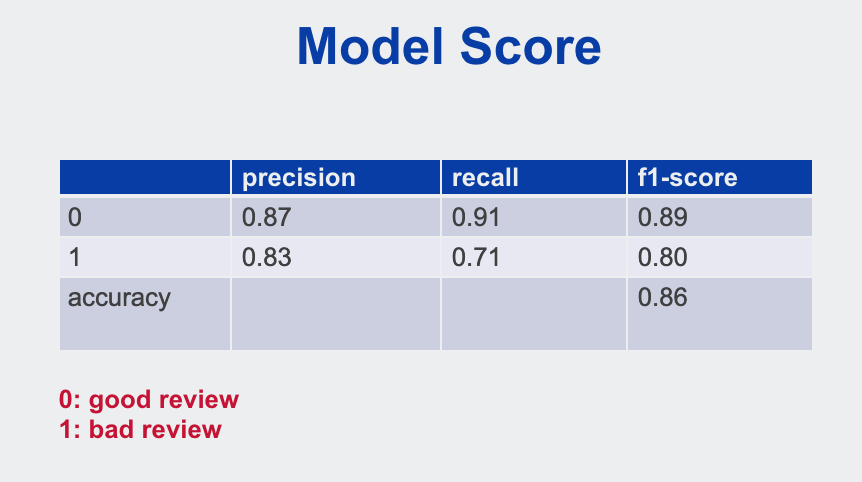 Model Score
precision recall f1-score
0 0.87 0.91 0.89
1 0.83 0.71 0.80
accuracy 0.86
0: good review
1: bad review